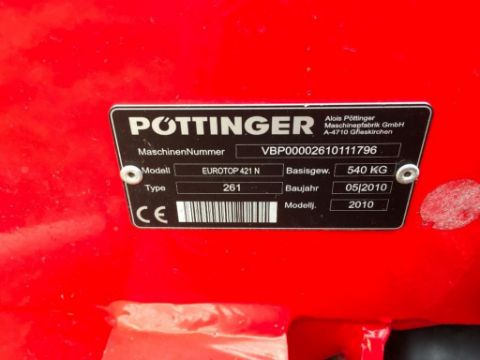 PÖTTINGER
Alois Pöttinger
Maschinenfabrik GmbH
A-4710 Grieskirchen
MaschinenNummer VBP00002610111796
Modell EUROTOP 421 N Basisgew. 540 KG
Type 261 Baujahr 05|2010
CE Modellj. 2010